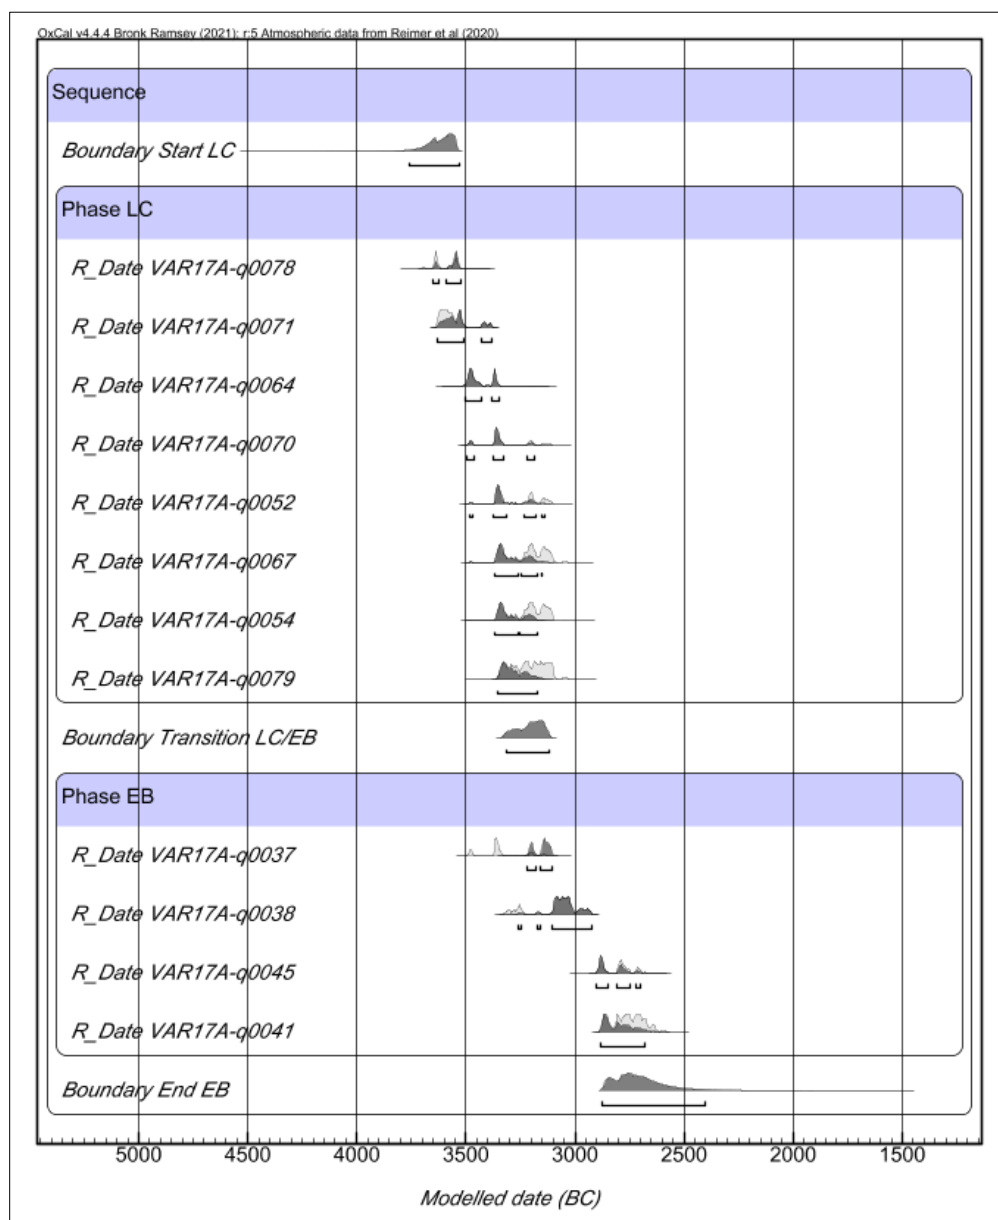 OxCal v4.4.4 Bronk Ramsey (2021); r:5 Atmospheric data from Reimer et al (2020)
Sequence
Boundary Start LC
Phase LC
R_Date VAR17A-q0078
R_Date VAR17A-q0071
R_Date VAR17A-q0064
R_Date VAR17A-q0070
R_Date VAR17A-q0052
R_Date VAR17A-q0067
R_Date VAR17A-q0054
R_Date VAR17A-q0079
Boundary Transition LC/EB
Phase EB
R_Date VAR17A-q0037
R_Date VAR17A-q0038
R_Date VAR17A-q0045
R_Date VAR17A-q0041
Boundary End EB
5000 4500 4000 3500 3000 2500 2000 1500
Modelled date (BC)